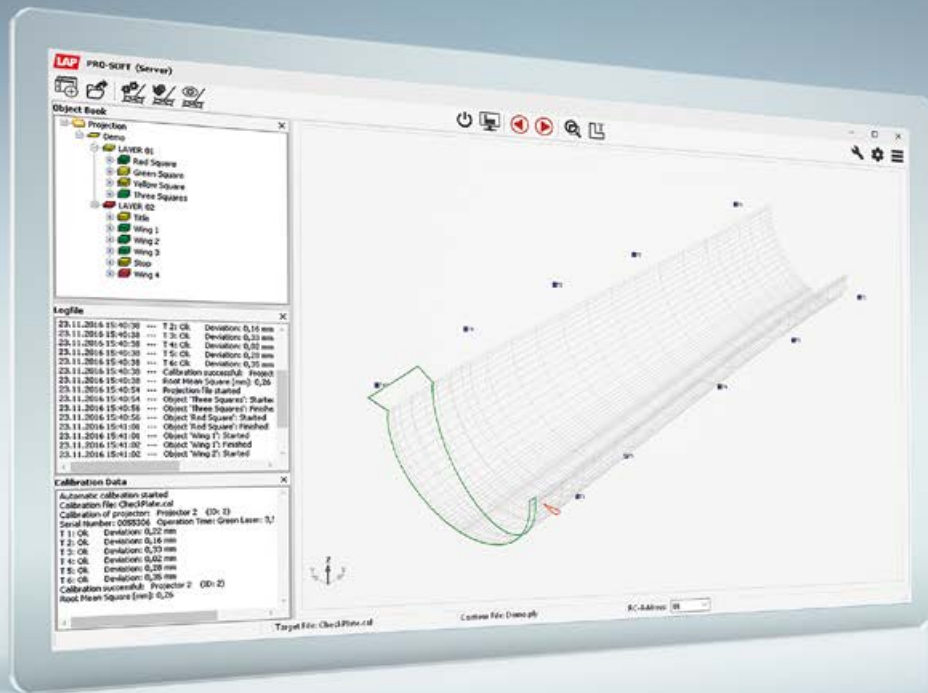 LAP PRO-SOFT (Server)
Object Book
Projection
Demo
LAYER 01
Red Square
Green Square
Yellow Square
Three Squares
LAYER 02
Title
Wing 1
Wing 2
Wing 3
Stop
Wing 4
Logfile
23.11.2016 15:40:38 --- T 2: Ok Deviation: 0,16 mm
23.11.2016 15:40:38 --- T 3: Ok Deviation: 0,33 mm
23.11.2016 15:40:38 --- T 4: Ok Deviation: 0,02 mm
23.11.2016 15:40:38 --- T 5: Ok Deviation: 0,28 mm
23.11.2016 15:40:38 --- T 6: Ok Deviation: 0,35 mm
23.11.2016 15:40:38 --- Calibration successful: Project
23.11.2016 15:40:38 --- Root Mean Square [mm]: 0,26
23.11.2016 15:40:54 --- Projection file started
23.11.2016 15:40:54 --- Object 'Three Squares': Started
23.11.2016 15:40:56 --- Object 'Three Squares': Finishe
23.11.2016 15:40:56 --- Object 'Red Square': Started
23.11.2016 15:41:01 --- Object 'Red Square': Finished
23.11.2016 15:41:01 --- Object 'Wing 1': Started
23.11.2016 15:41:02 --- Object 'Wing 1': Finished
23.11.2016 15:41:02 --- Object 'Wing 2': Started
Calibration Data
Automatic calibration started
Calibration file: CheckPlate.cal
Calibration of projector: Projector 2 (ID: 2)
Serial Number: 0055306 Operation Time: Green Laser: 3,
T 1: Ok Deviation: 0,22 mm
T 2: Ok Deviation: 0,16 mm
T 3: Ok Deviation: 0,33 mm
T 4: Ok Deviation: 0,02 mm
T 5: Ok Deviation: 0,28 mm
T 6: Ok Deviation: 0,35 mm
Calibration successful: Projector 2 (ID: 2)
Root Mean Square [mm]: 0,26
Z
Target File: CheckPlate.cal
Contour File: Demo.ply
RC-Address: 01